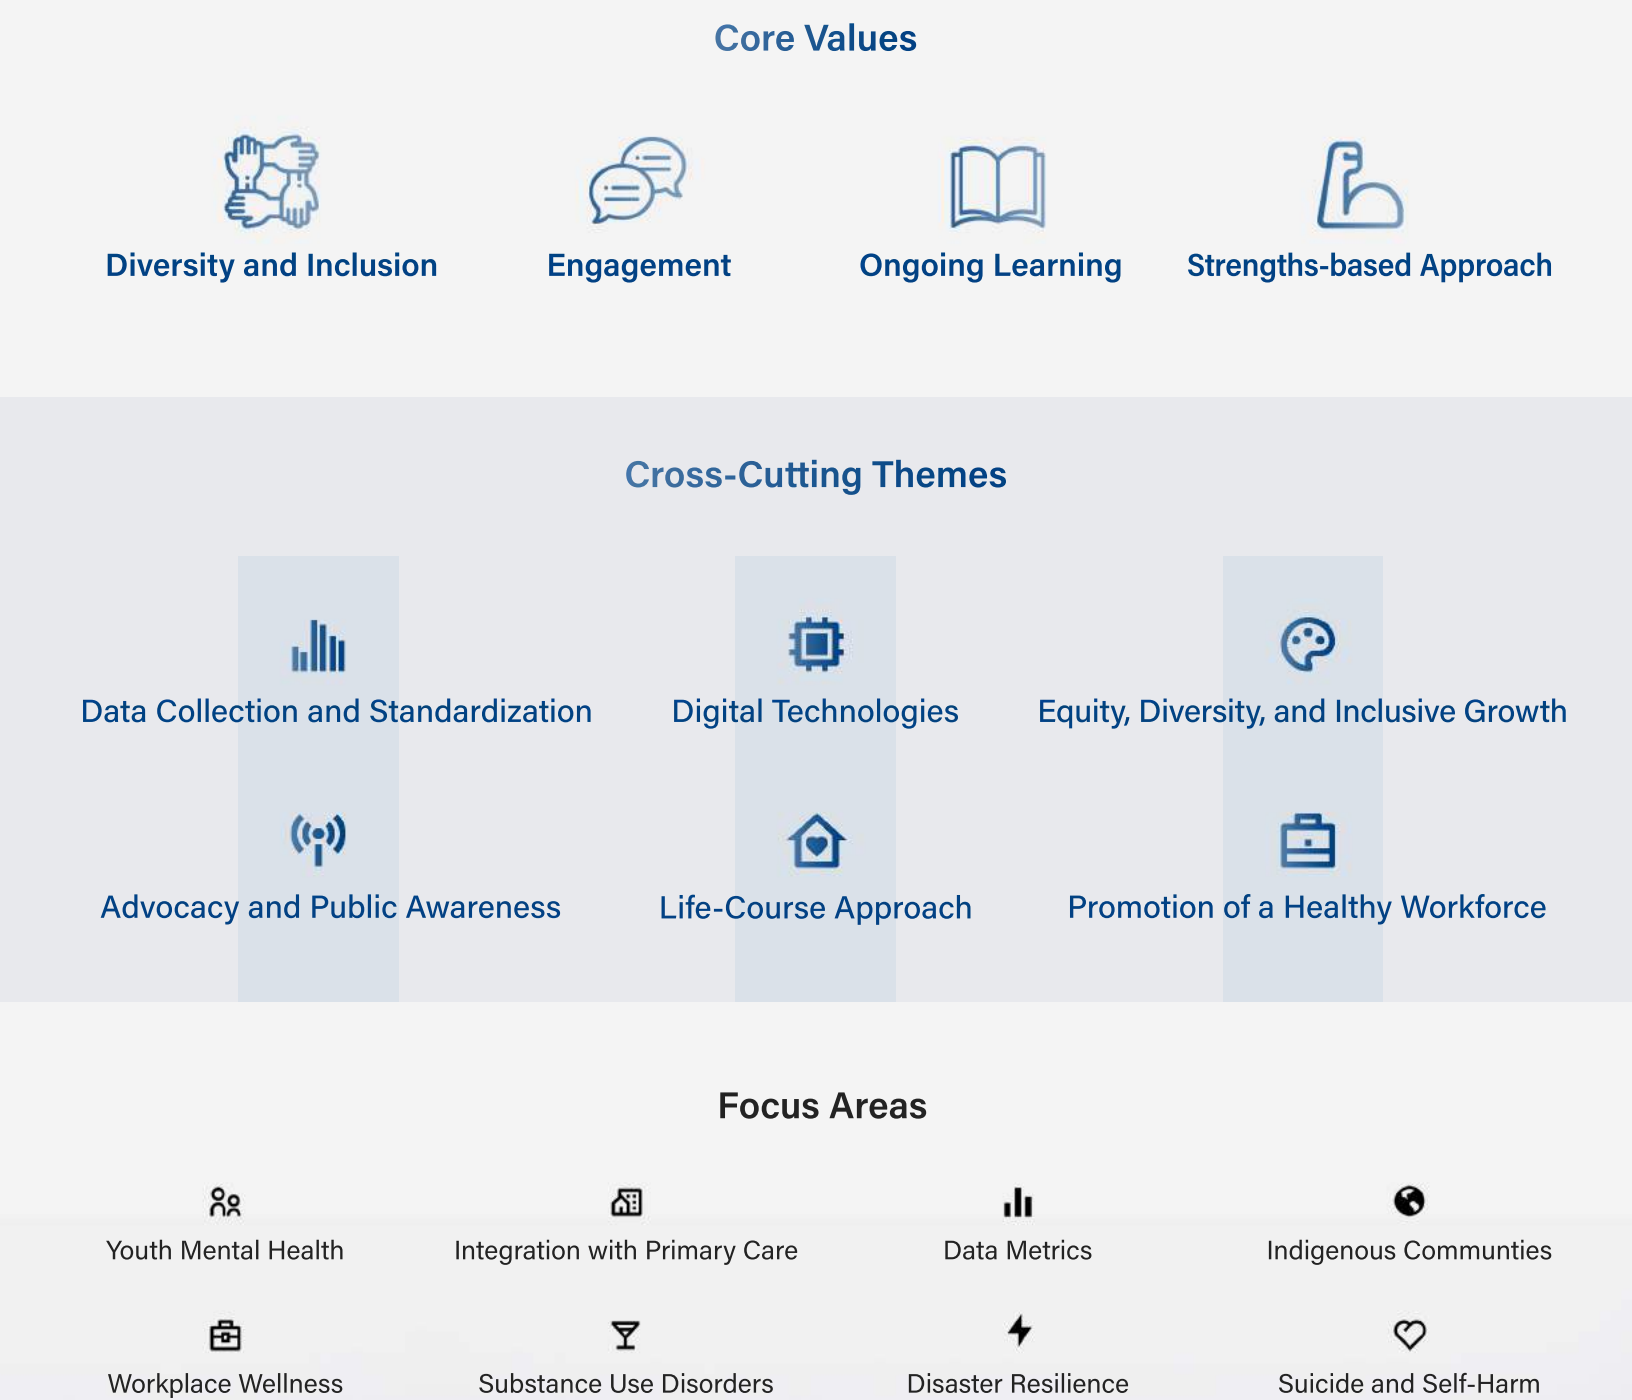 Core Values
Diversity and Inclusion
Engagement
Ongoing Learning
Strengths-based Approach
Cross-Cutting Themes
Data Collection and Standardization
Digital Technologies
Equity, Diversity, and Inclusive Growth
Advocacy and Public Awareness
Life-Course Approach
Promotion of a Healthy Workforce
Focus Areas
Youth Mental Health
Integration with Primary Care
Data Metrics
Indigenous Communties
Workplace Wellness
Substance Use Disorders
Disaster Resilience
Suicide and Self-Harm